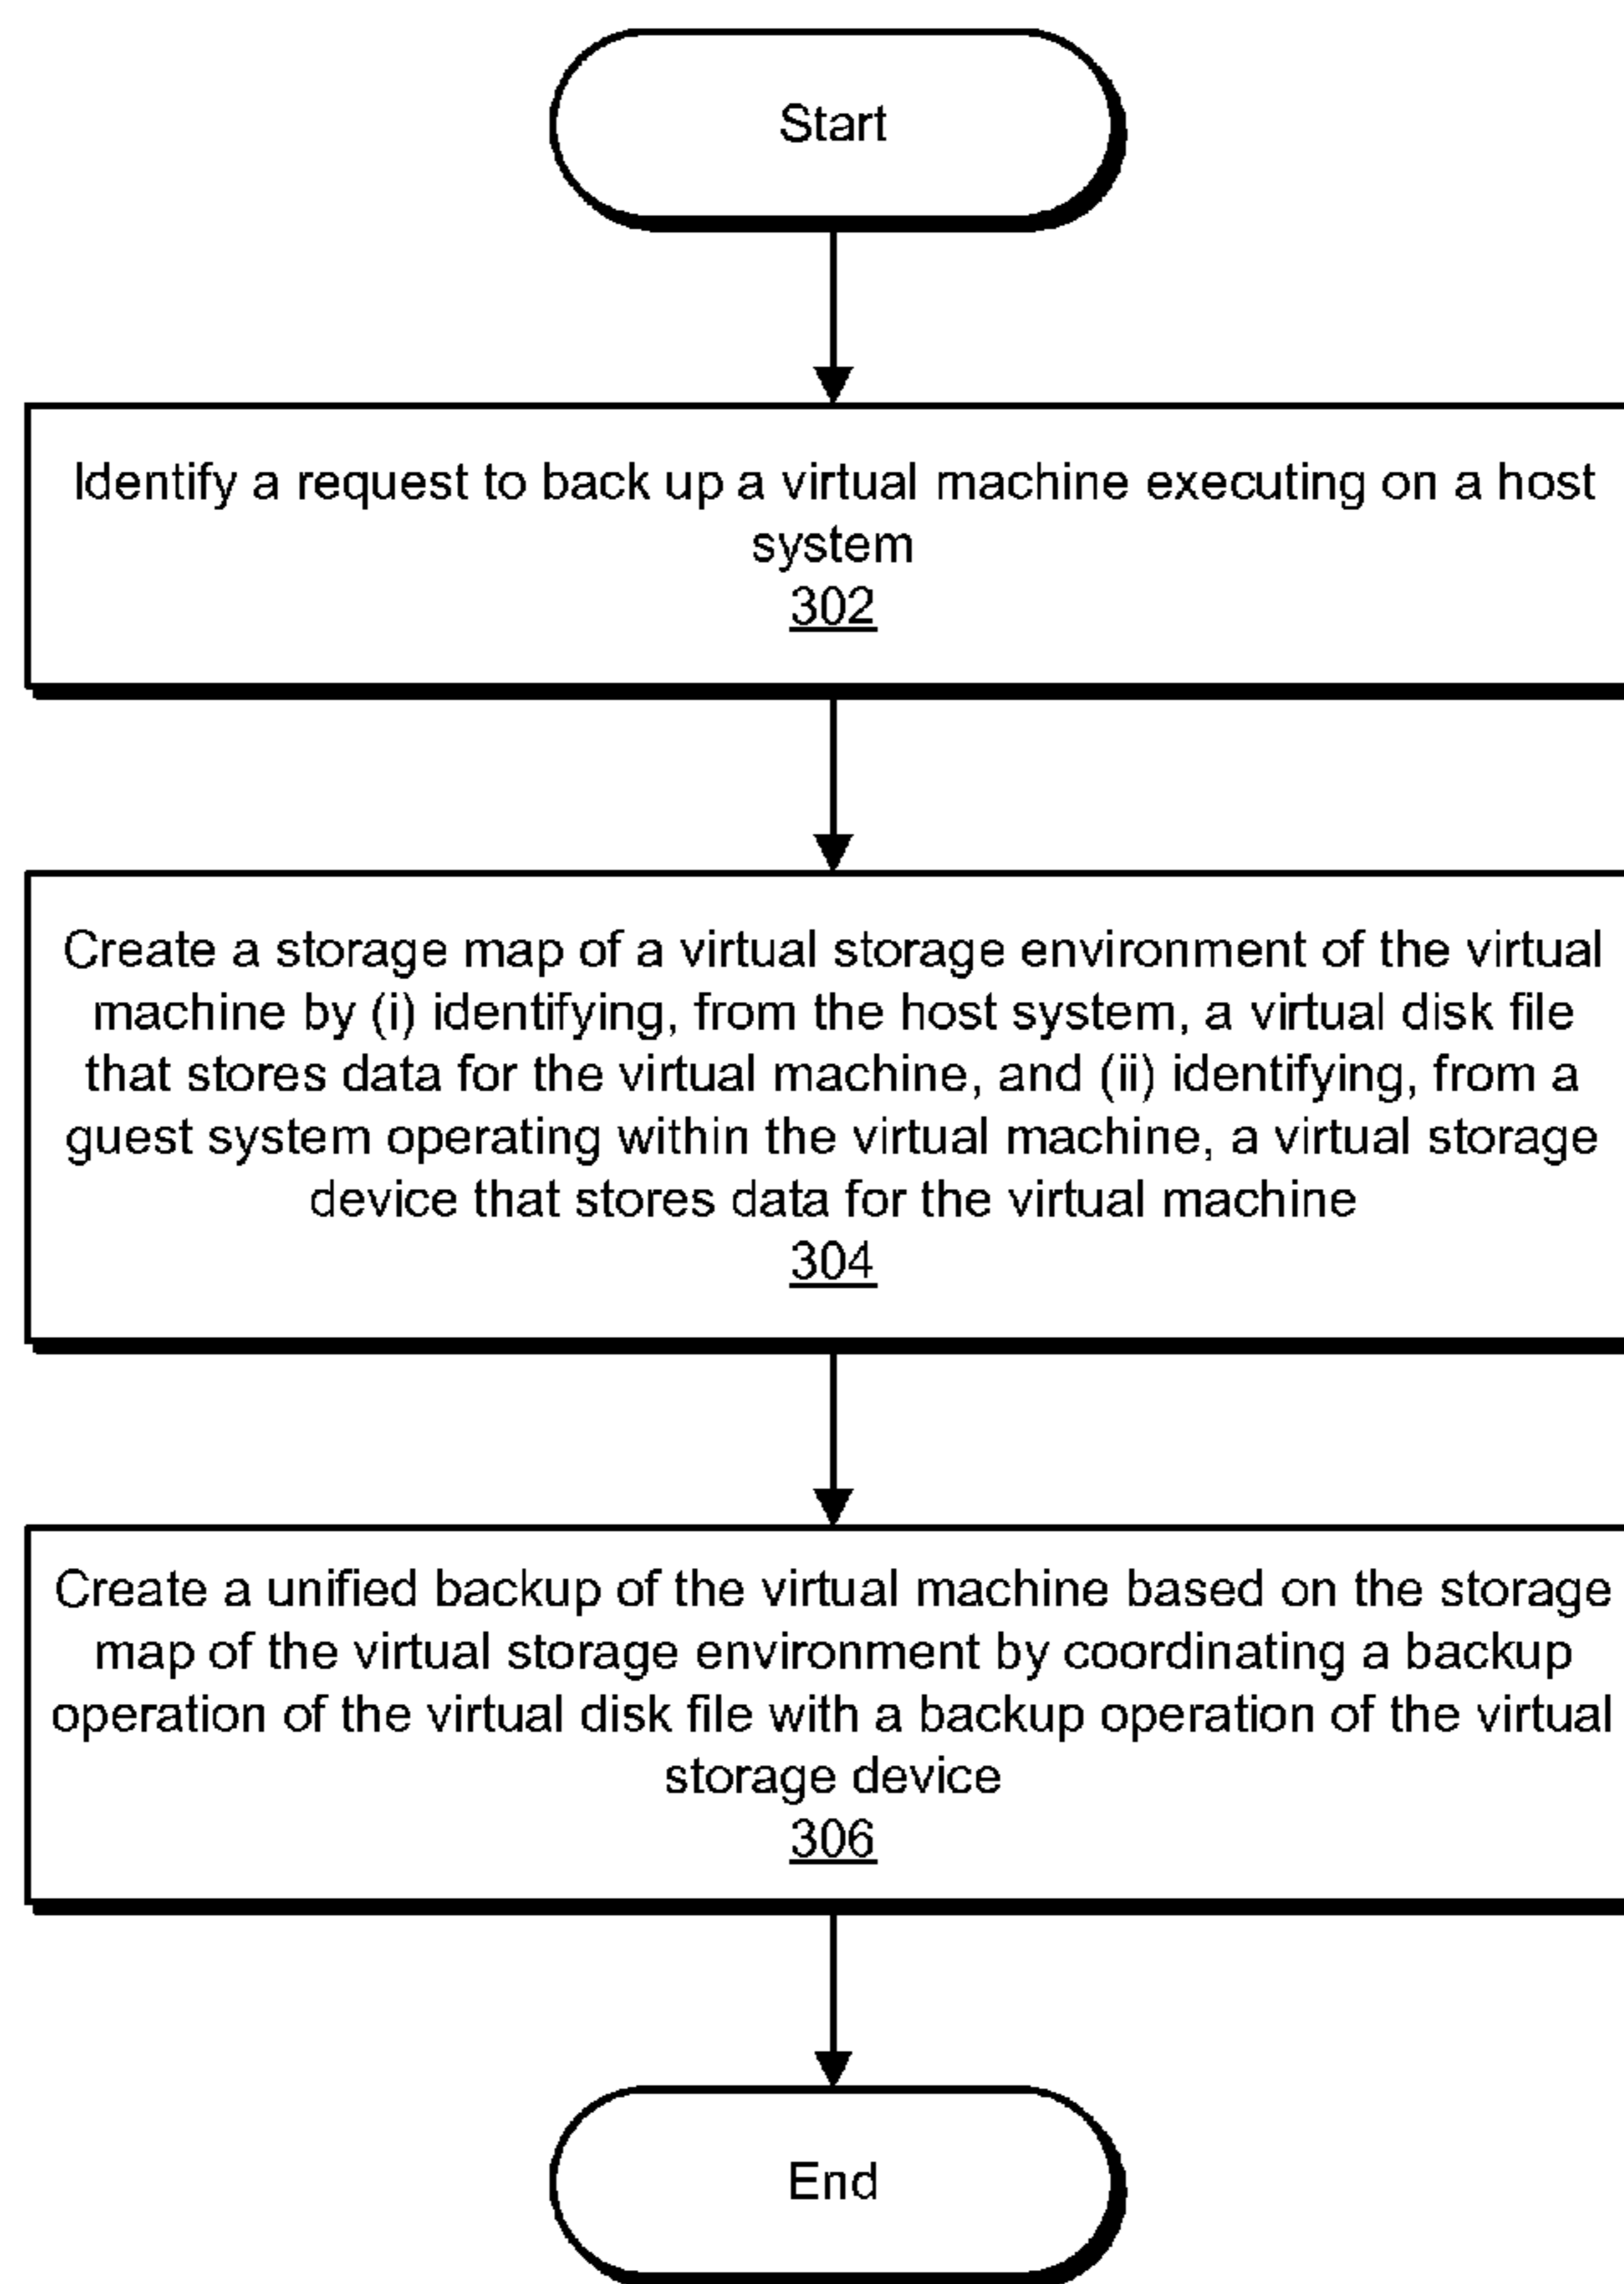 Start
Identify a request to back up a virtual machine executing on a host
system
302
Create a storage map of a virtual storage environment of the virtual
machine by (i) identifying, from the host system, a virtual disk file
that stores data for the virtual machine, and (ii) identifying, from a
guest system operating within the virtual machine, a virtual storage
device that stores data for the virtual machine
304
Create a unified backup of the virtual machine based on the storage
map of the virtual storage environment by coordinating a backup
operation of the virtual disk file with a backup operation of the virtual
storage device
306
End